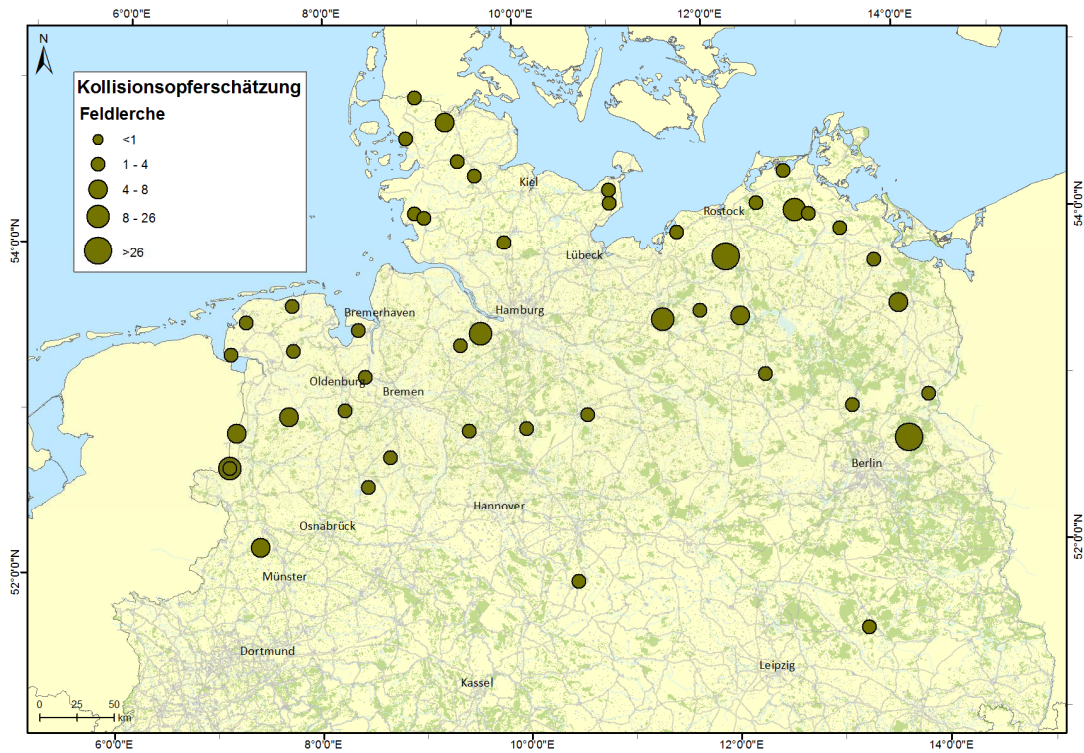 6°0'0"E 8°0'0"E 10°0'0"E 12°0'0"E 14°0'0"E
N
Kollisionsopferschätzung
Feldlerche
<1
1 - 4
4 - 8
8 - 26
>26
Kiel
54°0'0"N
Rostock
54°0'0"N
Lübeck
Bremerhaven
Hamburg
Oldenburg
Bremen
Berlin
Hannover
Osnabrück
52°0'0"N
52°0'0"N
Münster
Dortmund
Leipzig
Kassel
0 25 50
km
6°0'0"E 8°0'0"E 10°0'0"E 12°0'0"E 14°0'0"E